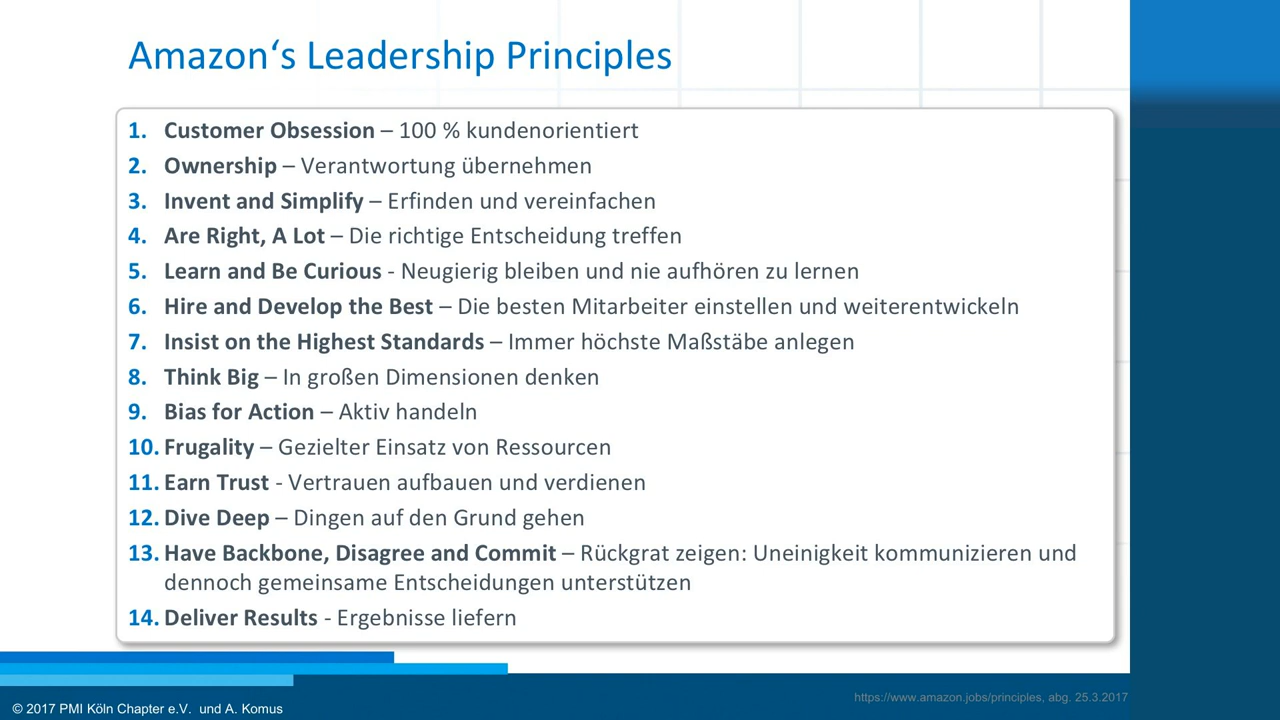 Amazon‘s Leadership Principles
1. Customer Obsession – 100 % kundenorientiert
2. Ownership – Verantwortung übernehmen
3. Invent and Simplify – Erfinden und vereinfachen
4. Are Right, A Lot – Die richtige Entscheidung treffen
5. Learn and Be Curious - Neugierig bleiben und nie aufhören zu lernen
6. Hire and Develop the Best – Die besten Mitarbeiter einstellen und weiterentwickeln
7. Insist on the Highest Standards – Immer höchste Maßstäbe anlegen
8. Think Big – In großen Dimensionen denken
9. Bias for Action – Aktiv handeln
10. Frugality – Gezielter Einsatz von Ressourcen
11. Earn Trust - Vertrauen aufbauen und verdienen
12. Dive Deep – Dingen auf den Grund gehen
13. Have Backbone, Disagree and Commit – Rückgrat zeigen: Uneinigkeit kommunizieren und
dennoch gemeinsame Entscheidungen unterstützen
14. Deliver Results - Ergebnisse liefern
https://www.amazon.jobs/principles, abg. 25.3.2017
© 2017 PMI Köln Chapter e.V. und A. Komus